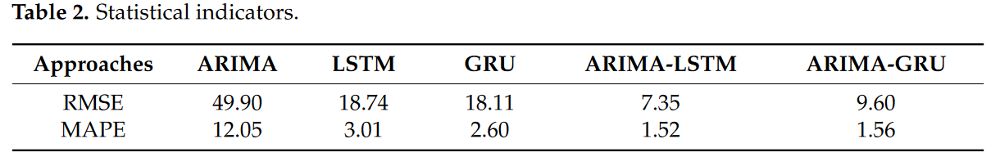 Table 2. Statistical indicators.
Approaches ARIMA LSTM GRU ARIMA-LSTM ARIMA-GRU
RMSE 49.90 18.74 18.11 7.35 9.60
MAPE 12.05 3.01 2.60 1.52 1.56